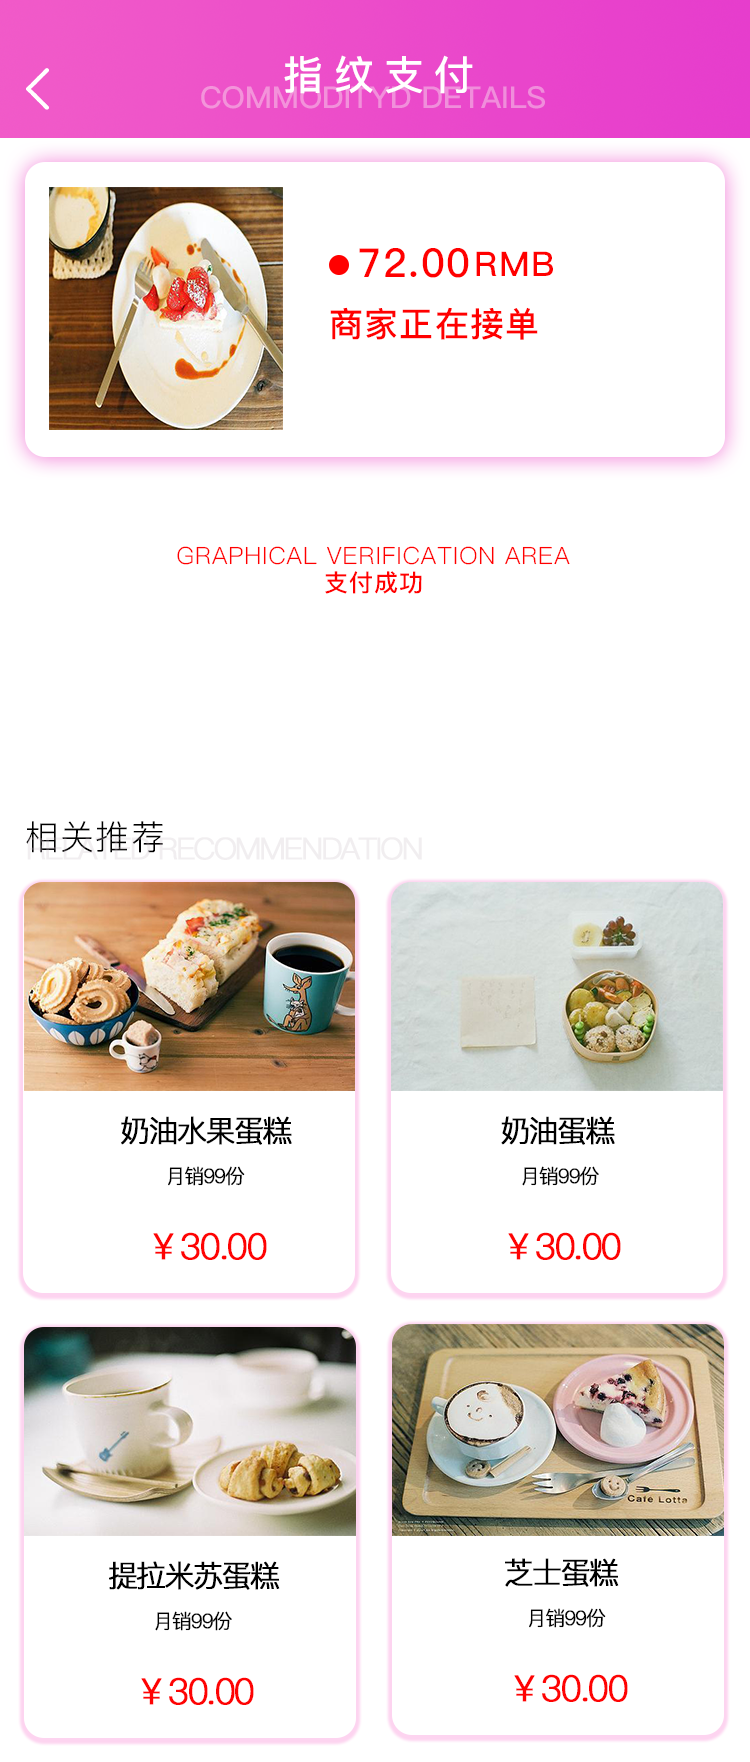 指纹支付
COMMODITYD DETAILS
72.00RMB
商家正在接单
GRAPHICAL VERIFICATION AREA
支付成功
相关推荐
RELATED RECOMMENDATION
奶油水果蛋糕
月销99份
¥30.00
奶油蛋糕
月销99份
¥30.00
Café Lotta
提拉米苏蛋糕
月销99份
¥30.00
芝士蛋糕
月销99份
¥30.00